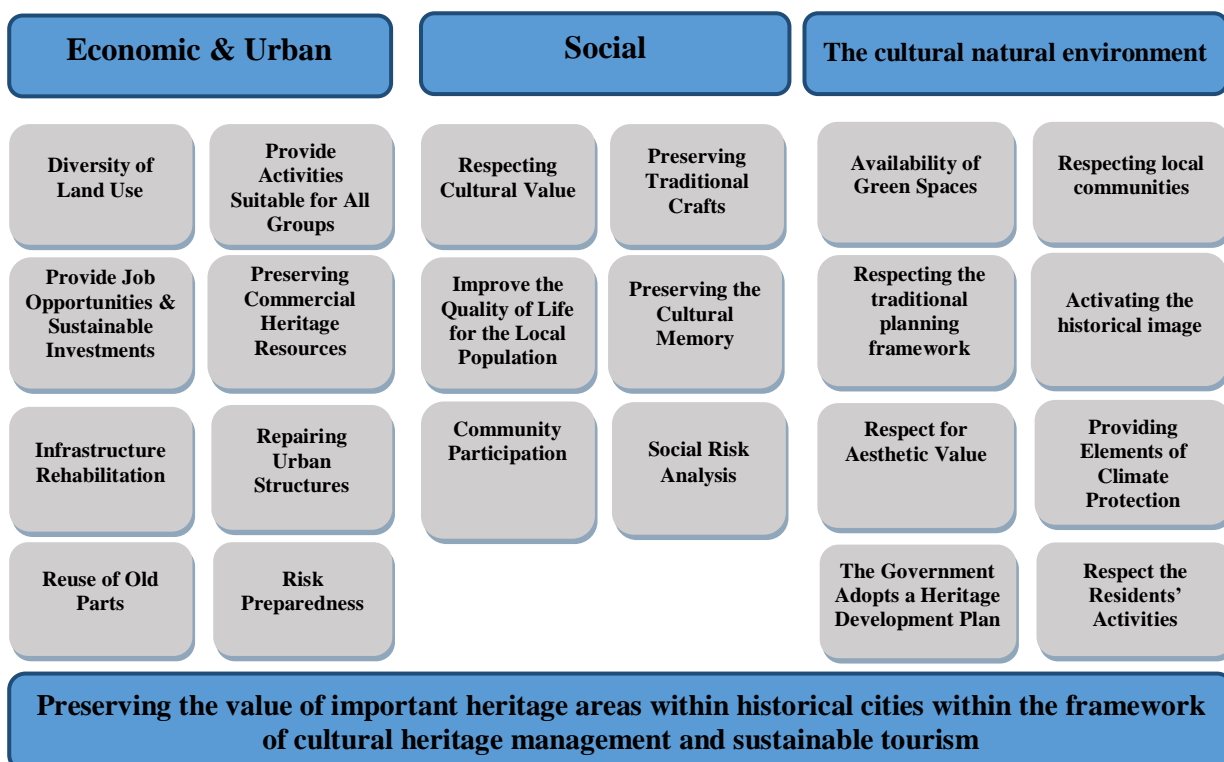 Economic & Urban
Social
The cultural natural environment
Diversity of
Land Use
Provide
Activities
Suitable for All
Groups
Respecting
Cultural Value
Preserving
Traditional
Crafts
Availability of
Green Spaces
Respecting local
communities
Provide Job
Opportunities &
Sustainable
Investments
Preserving
Commercial
Heritage
Resources
Improve the
Quality of Life
for the Local
Population
Preserving the
Cultural
Memory
Respecting the
traditional
planning
framework
Activating the
historical image
Infrastructure
Rehabilitation
Repairing
Urban
Structures
Community
Participation
Social Risk
Analysis
Respect for
Aesthetic Value
Providing
Elements of
Climate
Protection
Reuse of Old
Parts
Risk
Preparedness
The Government
Adopts a Heritage
Development Plan
Respect the
Residents’
Activities
Preserving the value of important heritage areas within historical cities within the framework
of cultural heritage management and sustainable tourism